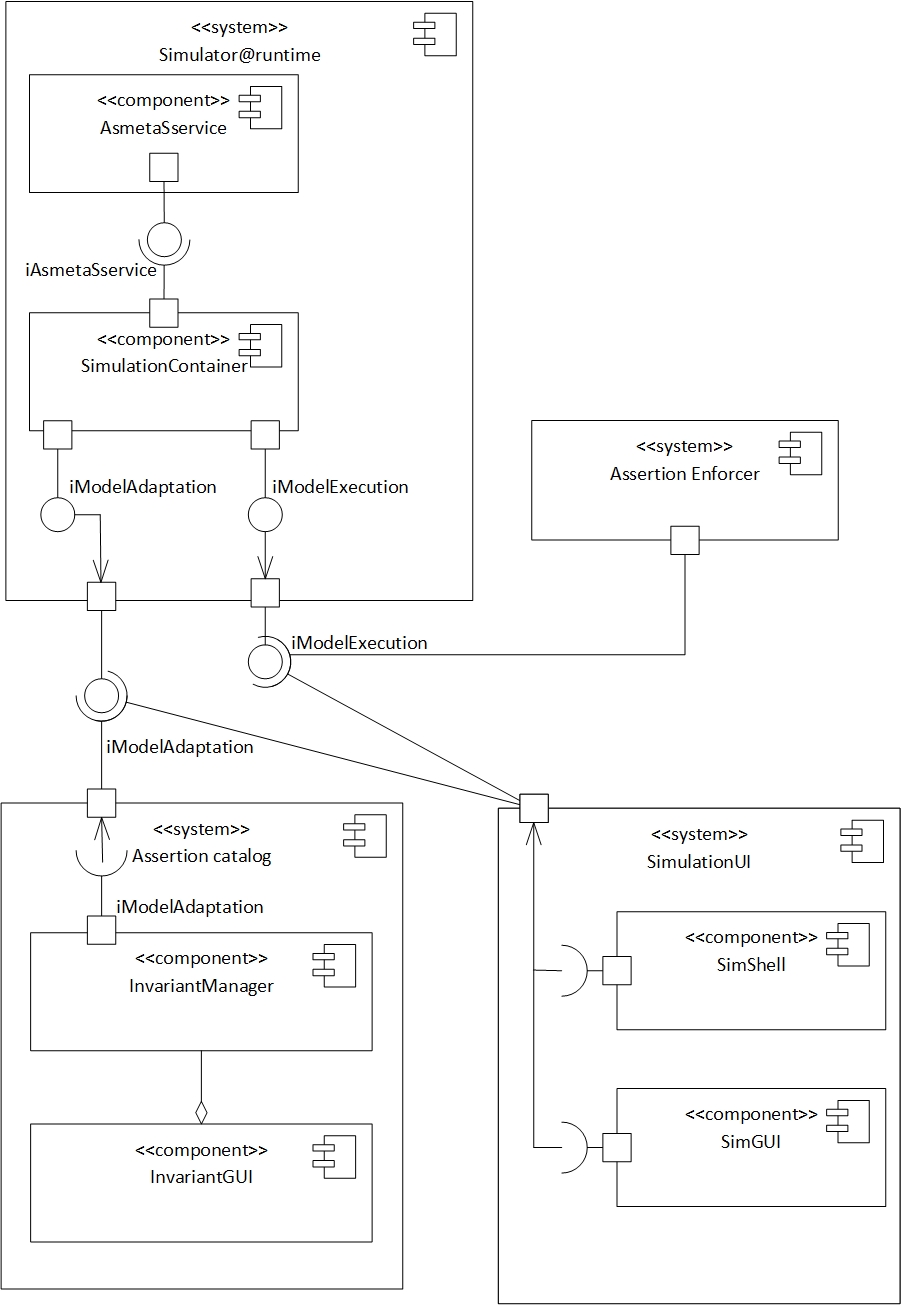 <<system>>
Simulator@runtime
<<component>>
AsmetaSservice
iAsmetaSservice
<<component>>
SimulationContainer
iModelAdaptation
iModelExecution
<<system>>
Assertion Enforcer
iModelExecution
iModelAdaptation
<<system>>
Assertion catalog
iModelAdaptation
<<component>>
InvariantManager
<<component>>
InvariantGUI
<<system>>
SimulationUI
<<component>>
SimShell
<<component>>
SimGUI